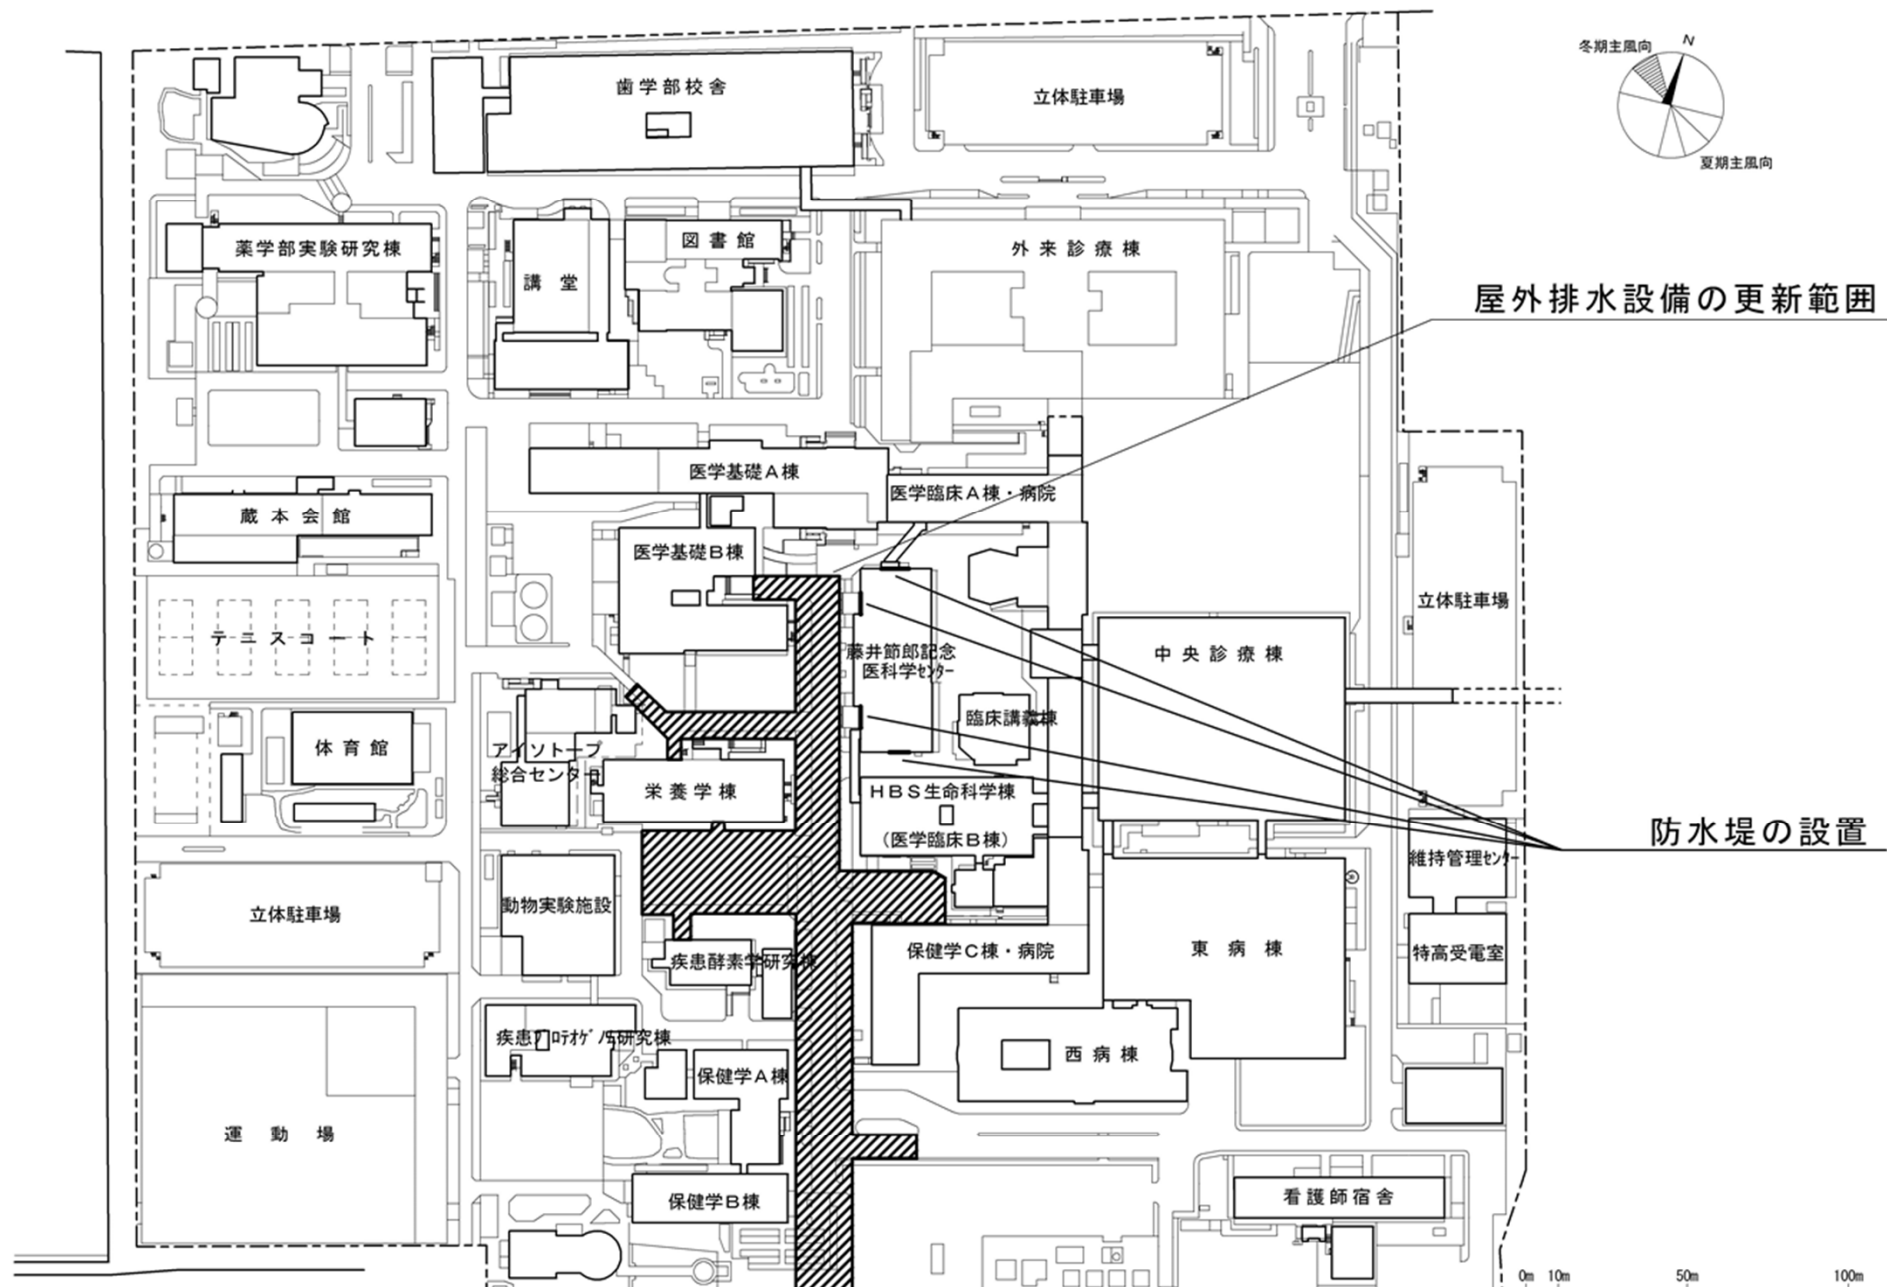 冬期主風向
N
夏期主風向
歯学部校舎
立体駐車場
薬学部実験研究棟
講堂
図書館
外来診療棟
屋外排水設備の更新範囲
医学基礎A棟
医学臨床A棟・病院
蔵本会館
医学基礎B棟
立体駐車場
テニスコート
藤井節郎記念
医科学センター
中央診療棟
臨床講義棟
体育館
アイソトープ
総合センター
栄養学棟
HBS生命科学棟
(医学臨床B棟)
防水堤の設置
維持管理センター
立体駐車場
動物実験施設
疾患酵素学研究棟
保健学C棟・病院
東病棟
特高受電室
疾患プロテオゲノム研究棟
保健学A棟
西病棟
運動場
保健学B棟
看護師宿舎
0m 10m 50m 100m